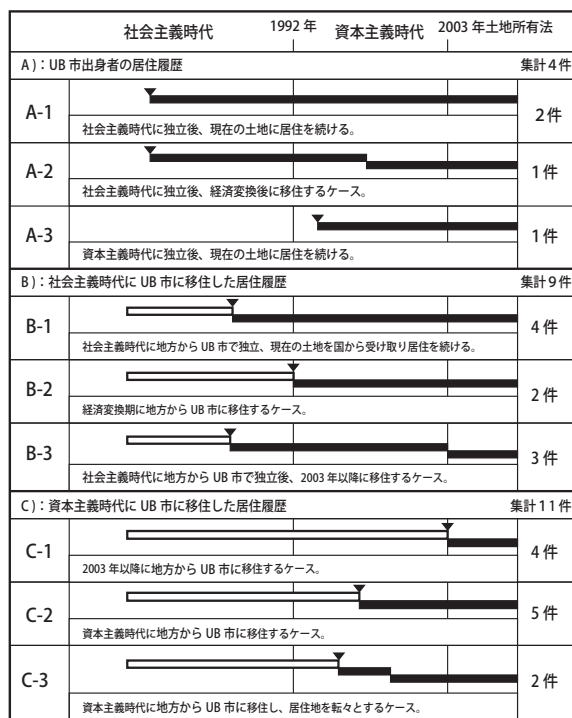 社会主義時代 1992 年 資本主義時代 2003 年土地所有法
A ) : UB 市出身者の居住履歴 集計 4 件
A-1 2 件
社会主義時代に独立後、現在の土地に居住を続ける。
A-2 1 件
社会主義時代に独立後、経済変換後に移住するケース。
A-3 1 件
資本主義時代に独立後、現在の土地に居住を続ける。
B ) : 社会主義時代に UB 市に移住した居住履歴 集計 9 件
B-1 4 件
社会主義時代に地方から UB 市で独立、現在の土地を国から受け取り居住を続ける。
B-2 2 件
経済変換期に地方から UB 市に移住するケース。
B-3 3 件
社会主義時代に地方から UB 市で独立後、2003 年以降に移住するケース。
C ) : 資本主義時代に UB 市に移住した居住履歴 集計 11 件
C-1 4 件
2003 年以降に地方から UB 市に移住するケース。
C-2 5 件
資本主義時代に地方から UB 市に移住するケース。
C-3 2 件
資本主義時代に地方から UB 市に移住し、居住地を転々とするケース。